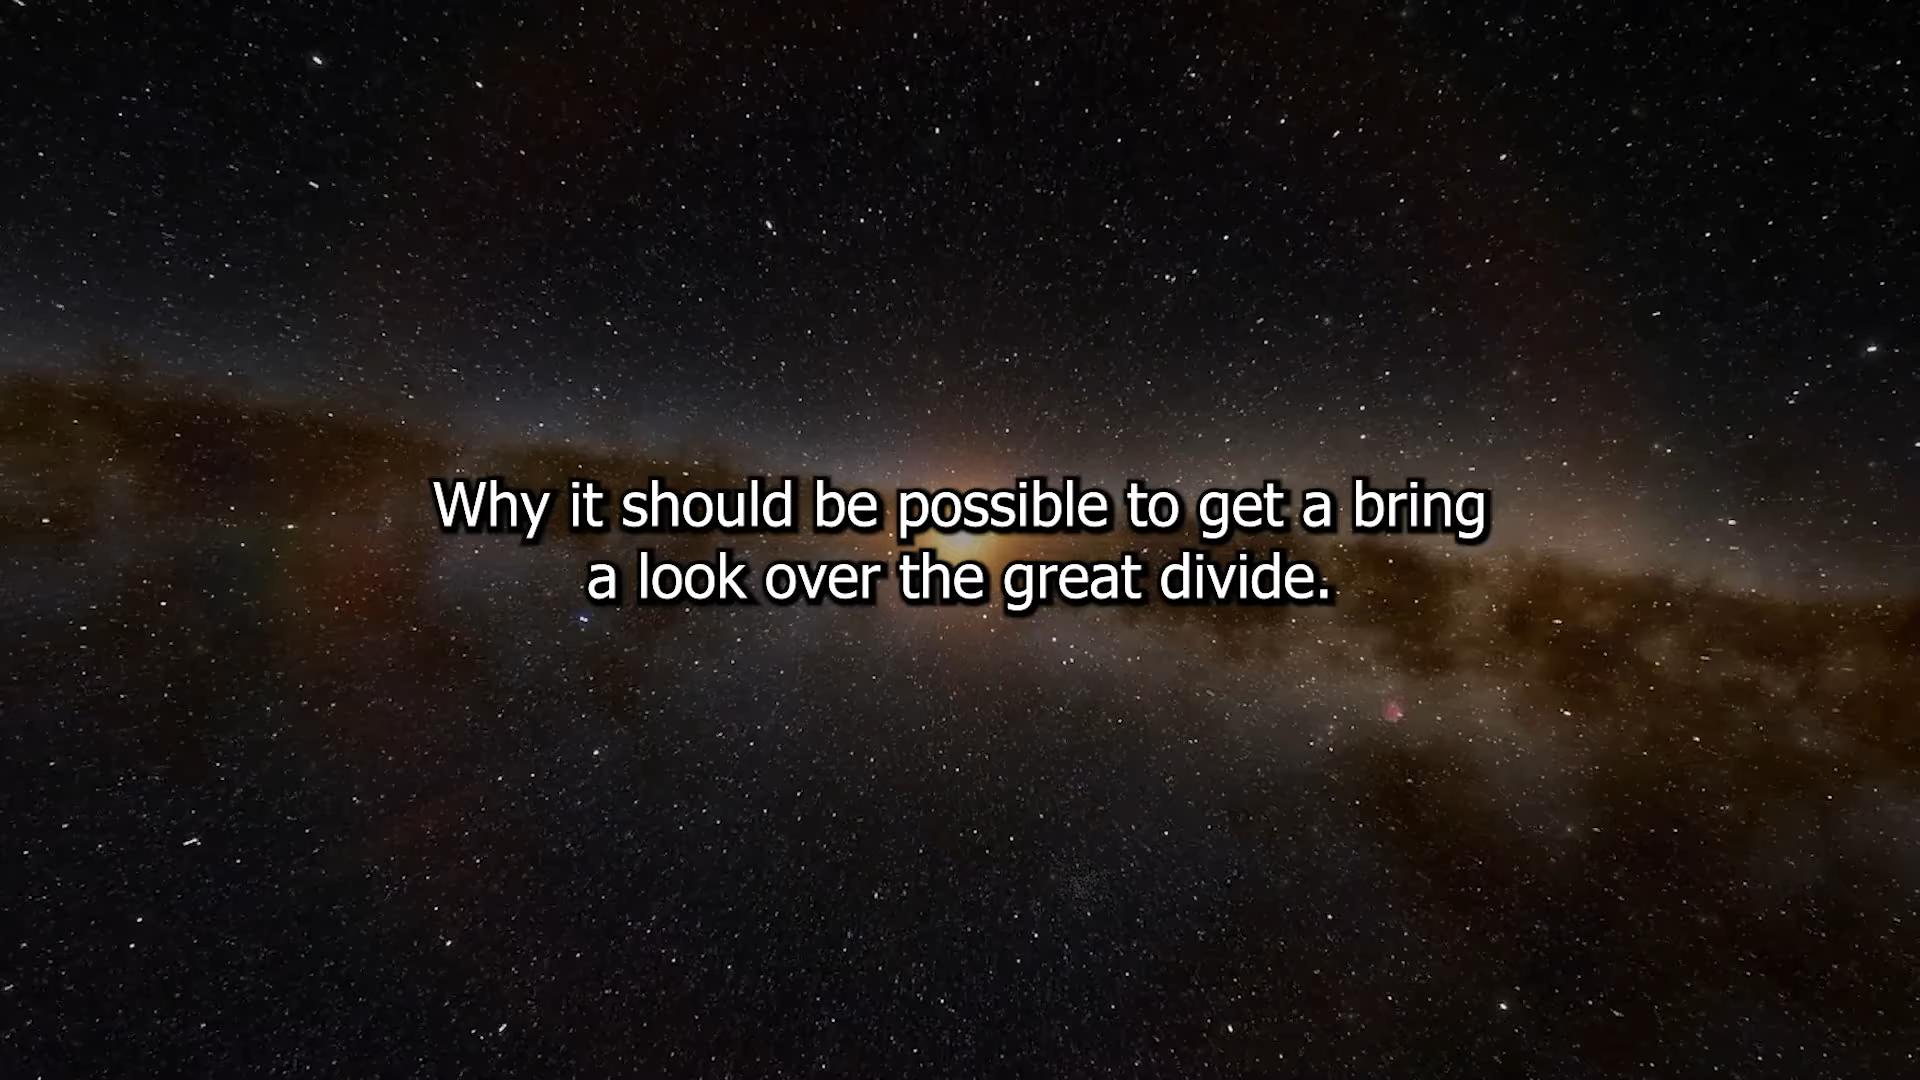 Why it should be possible to get a bring
a look over the great divide.